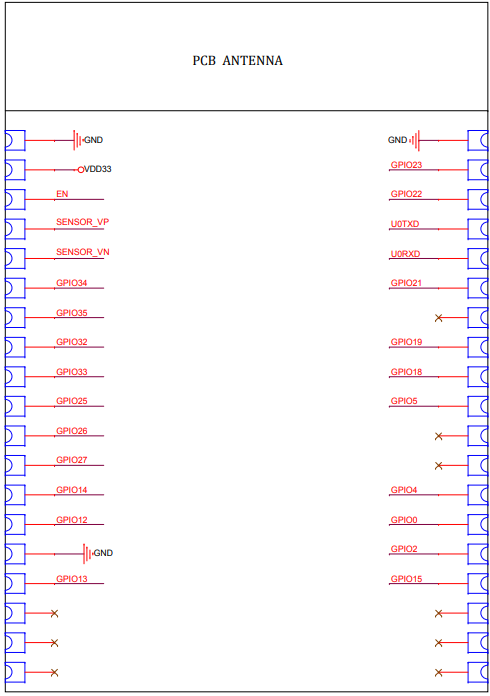 PCB ANTENNA
GND
VDD33
EN
SENSOR_VP
SENSOR_VN
GPIO34
GPIO35
GPIO32
GPIO33
GPIO25
GPIO26
GPIO27
GPIO14
GPIO12
GND
GPIO13
GND
GPIO23
GPIO22
U0TXD
U0RXD
GPIO21
GPIO19
GPIO18
GPIO5
GPIO4
GPIO0
GPIO2
GPIO15